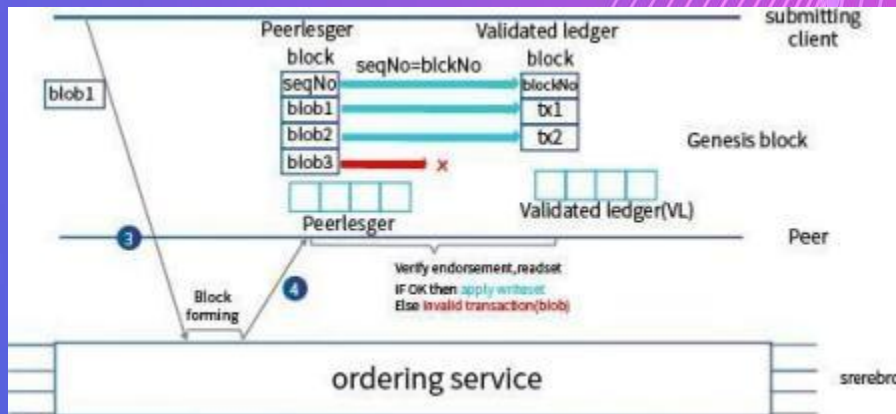 submitting
client
Peerlesger
Validated ledger
block
seqNo=blckNo
block
seqNo
blockNo
blob1
blob1
tx1
blob2
tx2
blob3
x
Genesis block
Peerlesger
Validated ledger(VL)
3
Peer
4
Verify endorsement,readset
IF OK then apply writeset
Else Invalid transaction(blob)
Block
forming
ordering service
srerebro